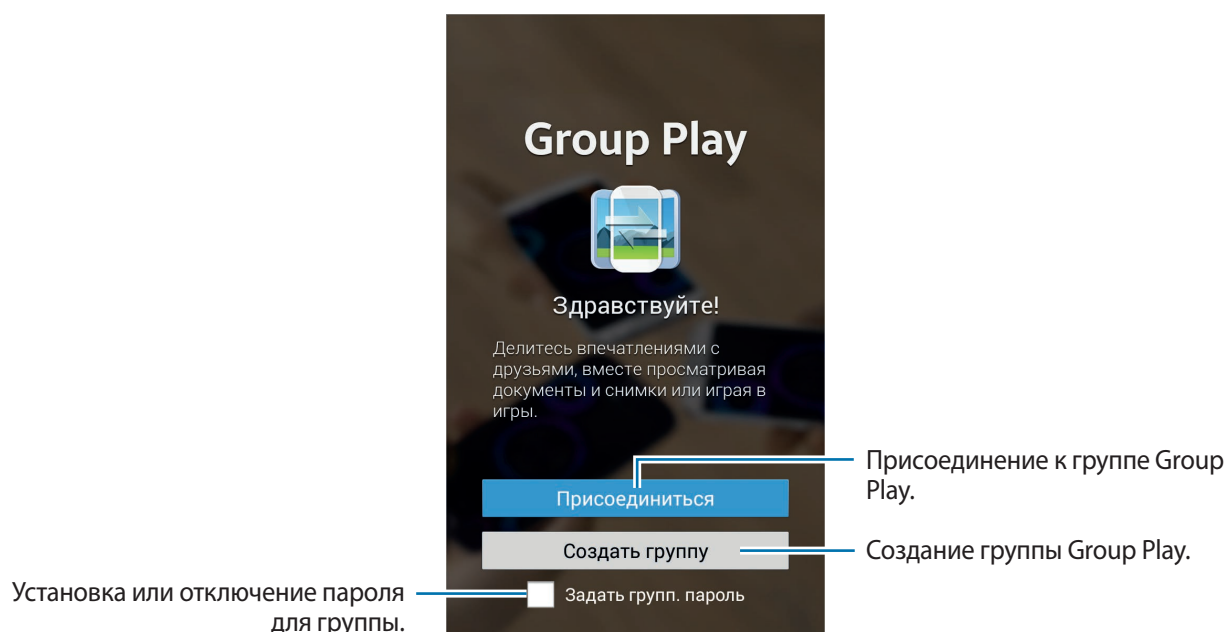 Group Play
Здравствуйте!
Делитесь впечатлениями с
друзьями, вместе просматривая
документы и снимки или играя в
игры.
Присоединиться
Присоединение к группе Group
Play.
Создать группу
Создание группы Group Play.
Установка или отключение пароля
для группы.
Задать групп. пароль